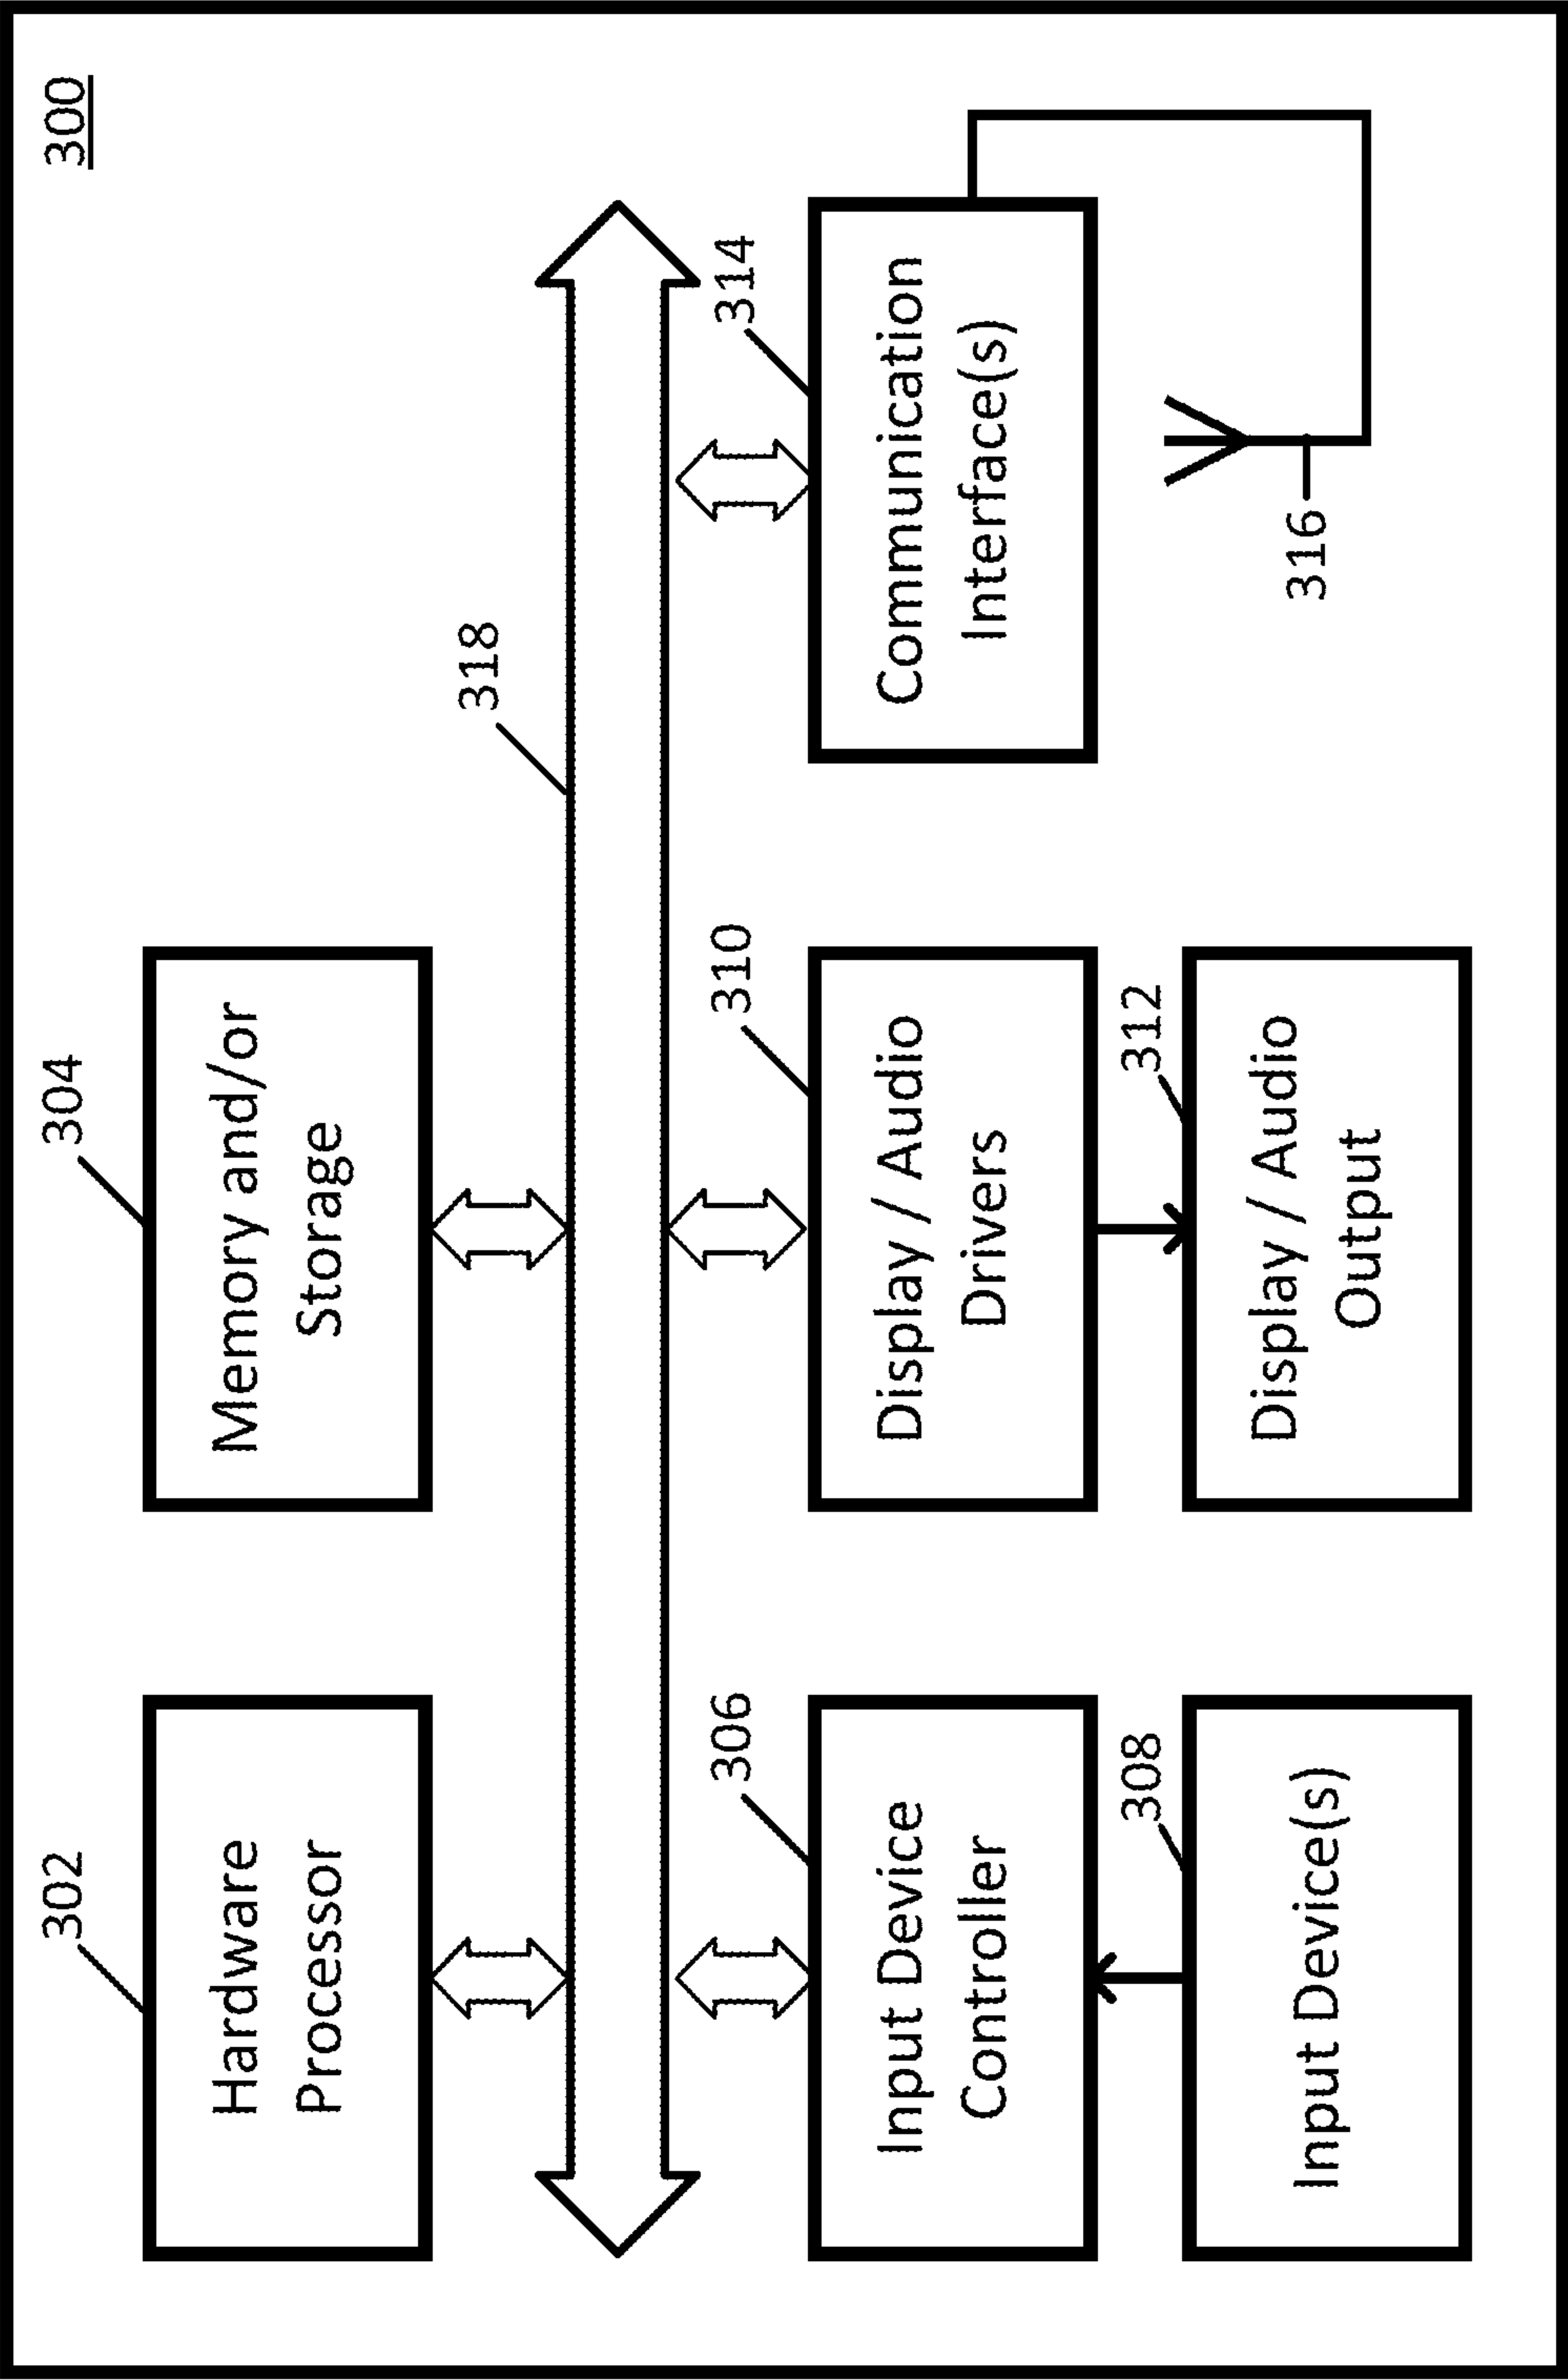 300
302
Hardware
Processor
304
Memory and/or
Storage
318
306
Input Device
Controller
310
Display / Audio
Drivers
314
Communication
Interface(s)
308
Input Device(s)
312
Display / Audio
Output
316